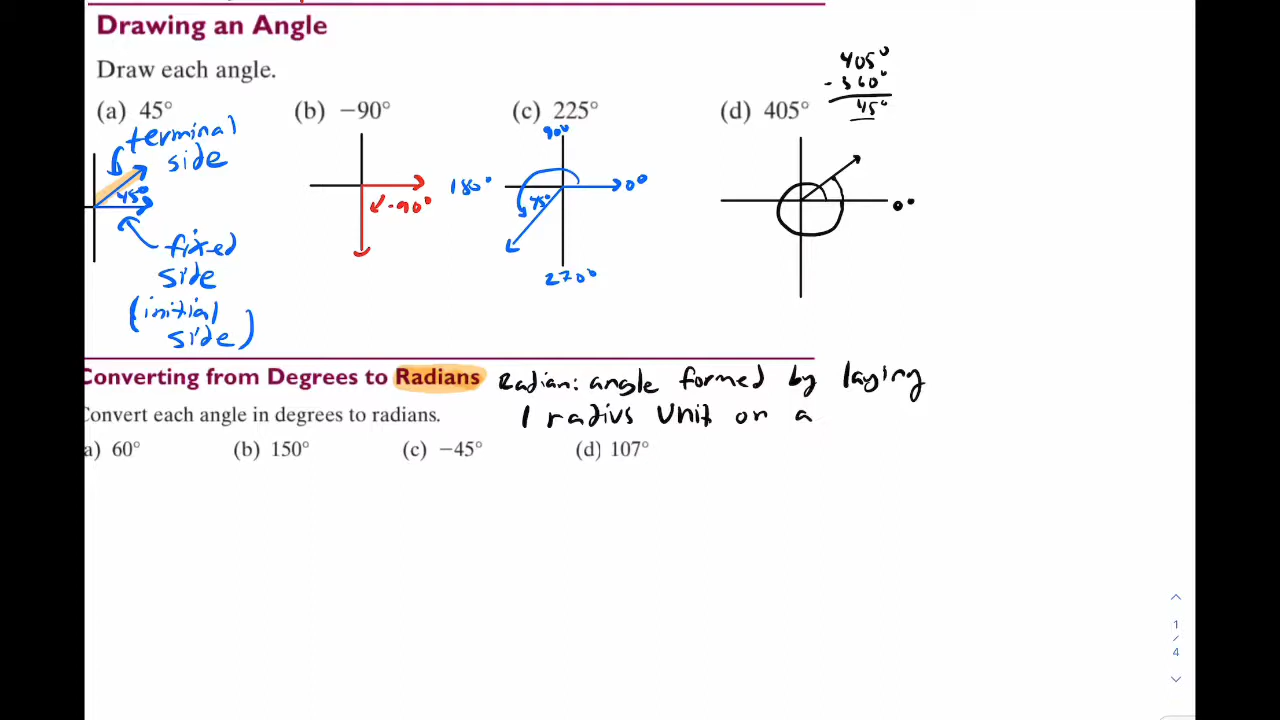 Drawing an Angle
Draw each angle.
405°
- 360°
45°
(a) 45°
(b) −90°
(c) 225°
(d) 405°
terminal
side
45°
fixed
side
(initial
side)
-90°
90°
180°
0°
45°
270°
0°
Converting from Degrees to Radians
Radian: angle formed by laying
1 radius unit on a
Convert each angle in degrees to radians.
a) 60°
(b) 150°
(c) −45°
(d) 107°
1
/
4